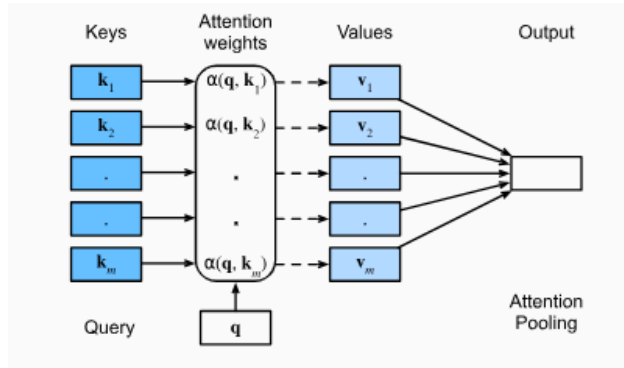 Keys
Attention
weights
Values
Output
k₁
α(q, k₁)
v₁
k₂
α(q, k₂)
v₂
.
.
.
.
.
.
kₘ
α(q, kₘ)
vₘ
Query
q
Attention
Pooling